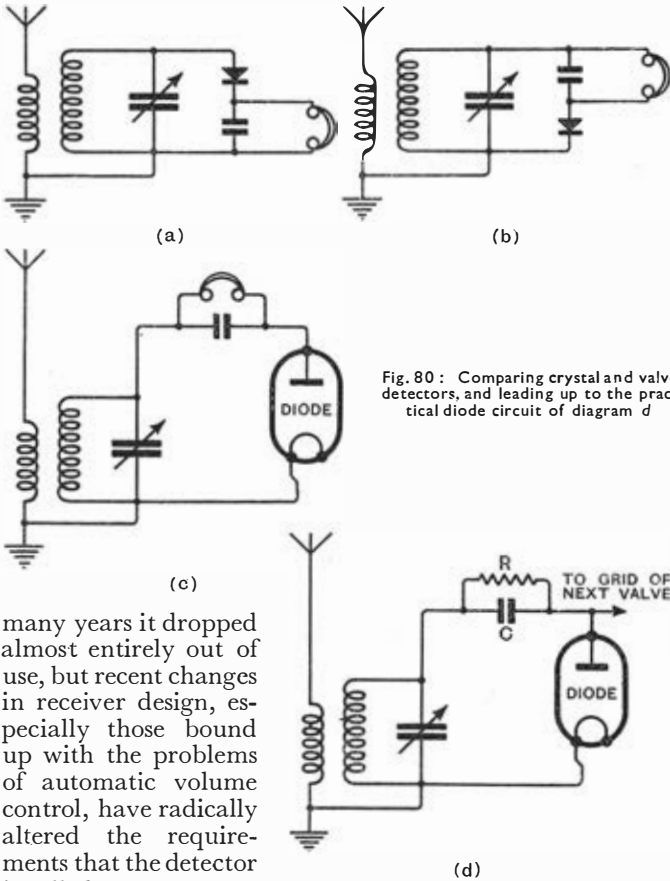 (a)
(b)
DIODE
Fig. 80 : Comparing crystal and valv
detectors, and leading up to the prac
tical diode circuit of diagram d
(c)
R
C
TO GRID OF
NEXT VALVE
DIODE
(d)
many years it dropped
almost entirely out of
use, but recent changes
in receiver design, es-
pecially those bound
up with the problems
of automatic volume
control, have radically
altered the require-
ments that the detector